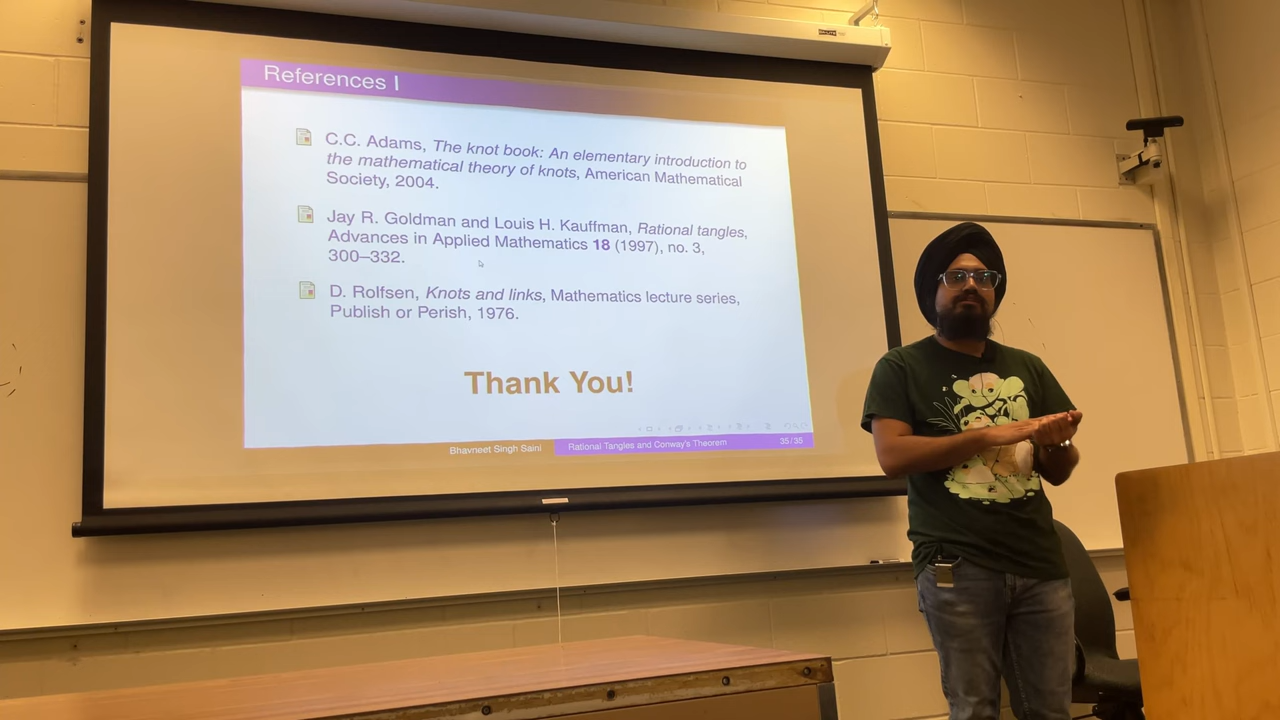 References I
C.C. Adams, The knot book: An elementary introduction to
the mathematical theory of knots, American Mathematical
Society, 2004.
Jay R. Goldman and Louis H. Kauffman, Rational tangles,
Advances in Applied Mathematics 18 (1997), no. 3,
300–332.
D. Rolfsen, Knots and links, Mathematics lecture series,
Publish or Perish, 1976.
Thank You!
Bhavneet Singh Saini Rational Tangles and Conway's Theorem 35/35